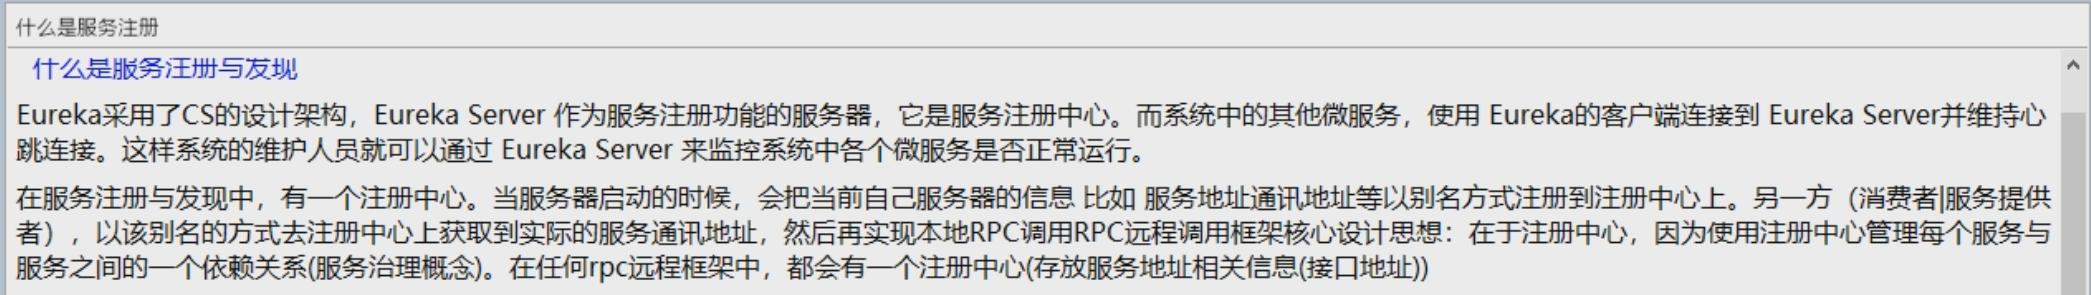 什么是服务注册
什么是服务注册与发现
Eureka采用了CS的设计架构，Eureka Server 作为服务注册功能的服务器，它是服务注册中心。而系统中的其他微服务，使用 Eureka的客户端连接到 Eureka Server并维持心
跳连接。这样系统的维护人员就可以通过 Eureka Server 来监控系统中各个微服务是否正常运行。
在服务注册与发现中，有一个注册中心。当服务器启动的时候，会把当前自己服务器的信息 比如 服务地址通讯地址等以别名方式注册到注册中心上。另一方（消费者|服务提供
者），以该别名的方式去注册中心上获取到实际的服务通讯地址，然后再实现本地RPC调用RPC远程调用框架核心设计思想：在于注册中心，因为使用注册中心管理每个服务与
服务之间的一个依赖关系(服务治理概念)。在任何rpc远程框架中，都会有一个注册中心(存放服务地址相关信息(接口地址))